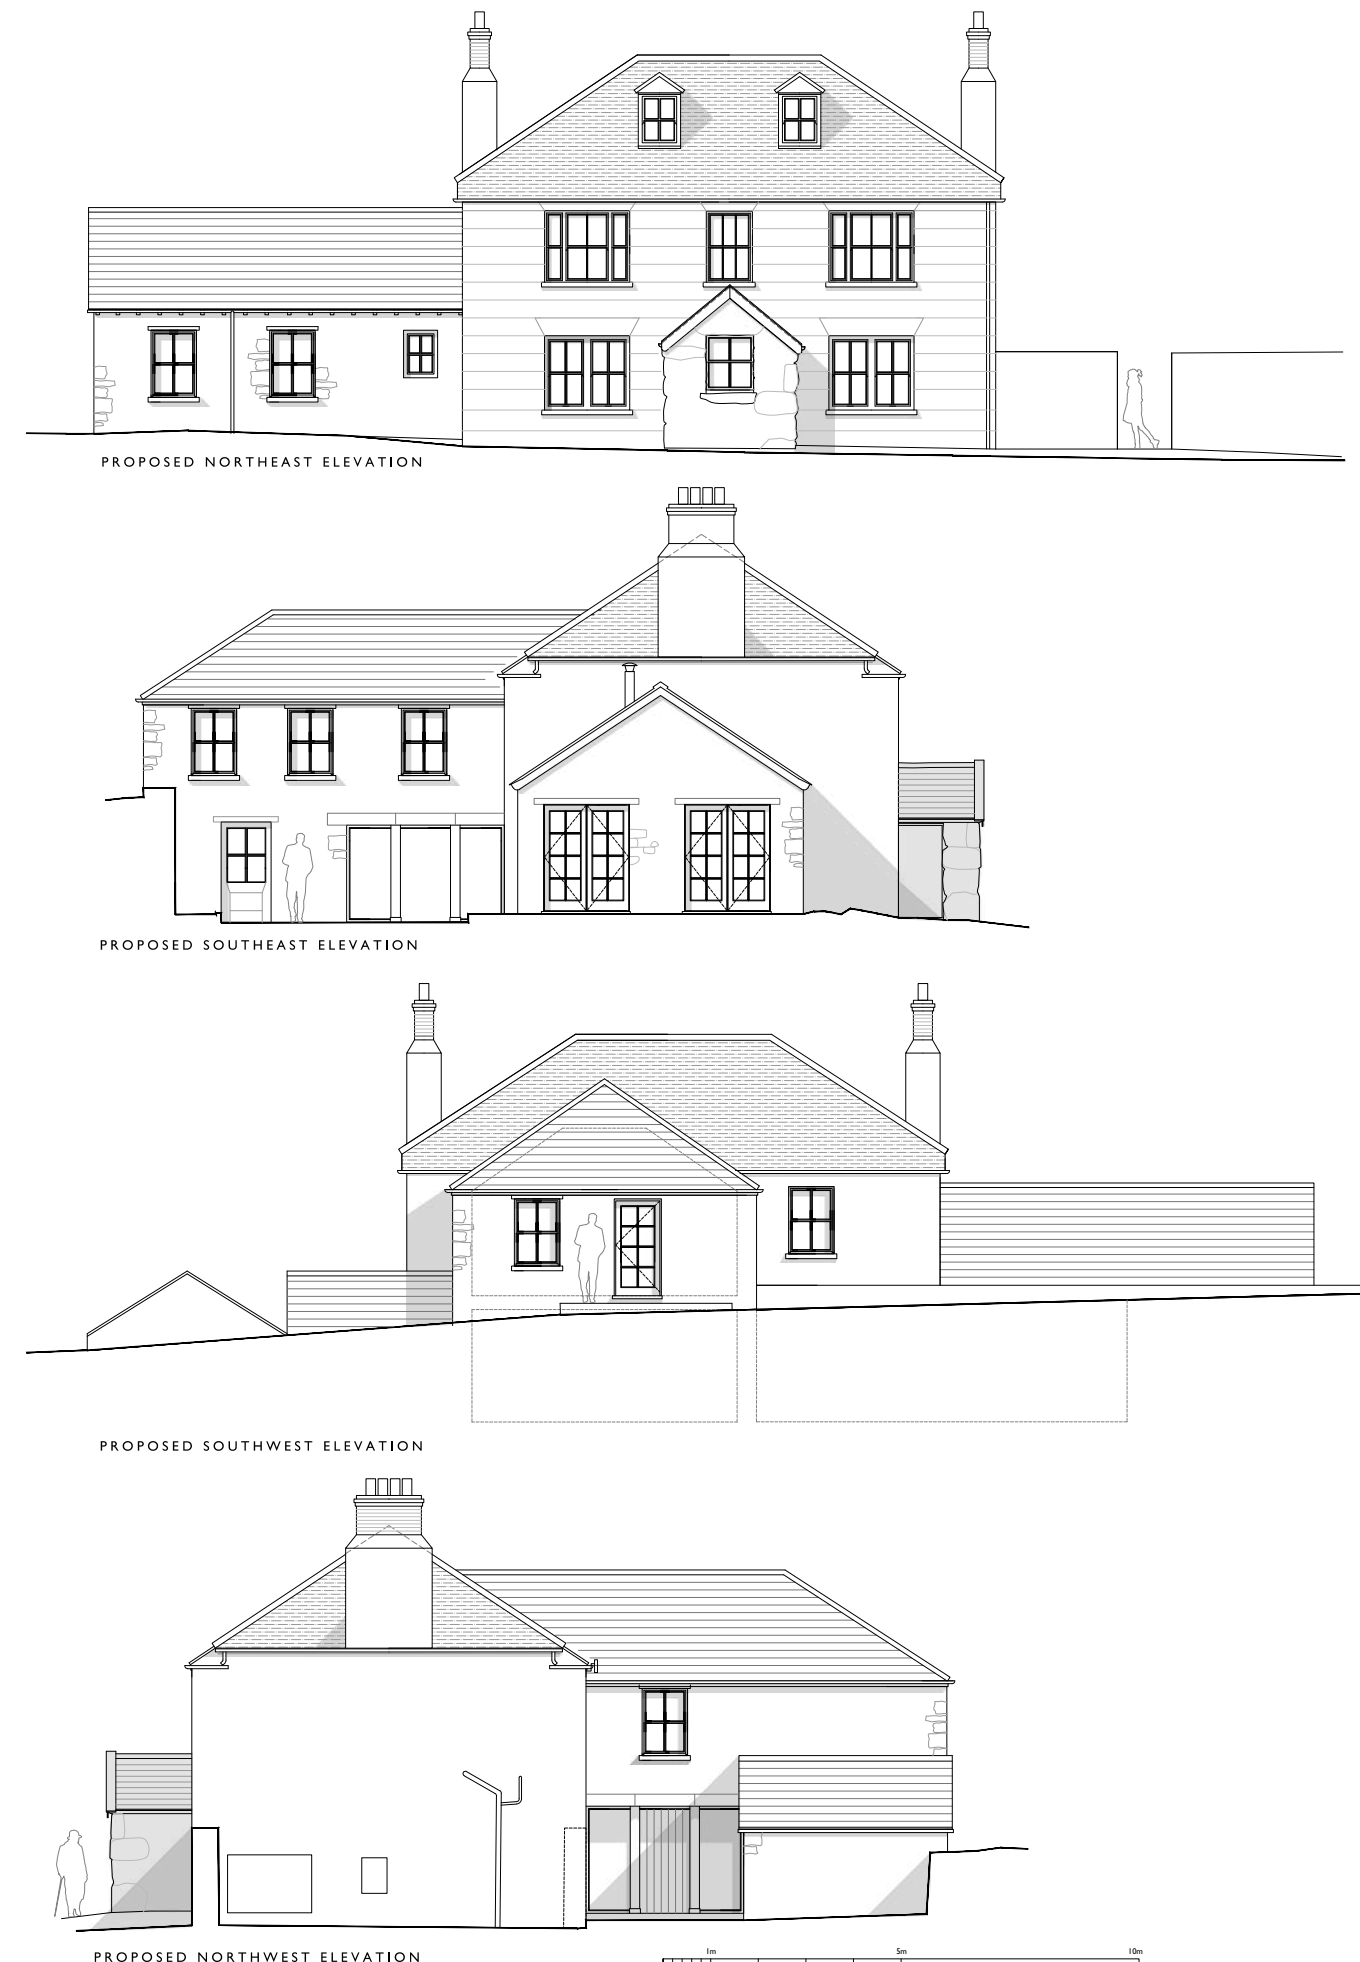 PROPOSED NORTHEAST ELEVATION
PROPOSED SOUTHEAST ELEVATION
PROPOSED SOUTHWEST ELEVATION
PROPOSED NORTHWEST ELEVATION
1m 5m 10m